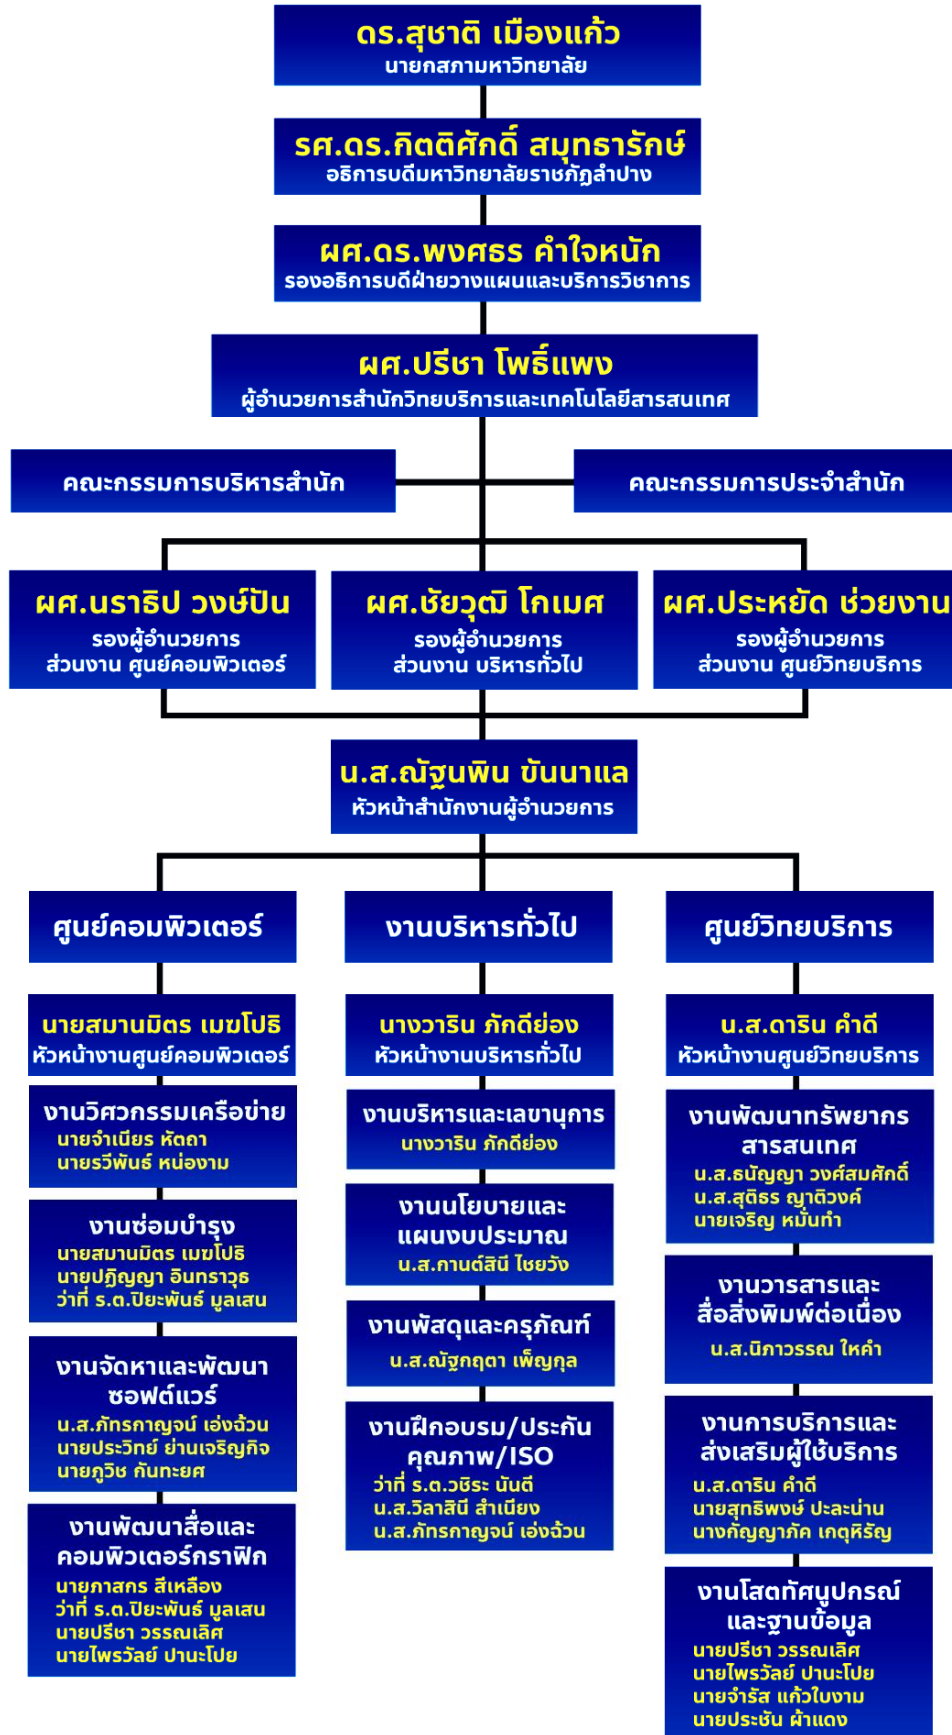 ดร.สุชาติ เมืองแก้ว
นายกสภามหาวิทยาลัย
รศ.ดร.กิตติศักดิ์ สมุทธารักษ์
อธิการบดีมหาวิทยาลัยราชภัฏลำปาง
ผศ.ดร.พงศธร คำใจหนัก
รองอธิการบดีฝ่ายวางแผนและบริการวิชาการ
ผศ.ปรีชา โพธิ์แพง
ผู้อำนวยการสำนักวิทยบริการและเทคโนโลยีสารสนเทศ
คณะกรรมการบริหารสำนัก
คณะกรรมการประจำสำนัก
ผศ.นราธิป วงษ์ปัน
รองผู้อำนวยการ
ส่วนงาน ศูนย์คอมพิวเตอร์
ผศ.ชัยวุฒิ โกเมศ
รองผู้อำนวยการ
ส่วนงาน บริหารทั่วไป
ผศ.ประหยัด ช่วยงาน
รองผู้อำนวยการ
ส่วนงาน ศูนย์วิทยบริการ
น.ส.ณัฐนพิน ขันนาแล
หัวหน้าสำนักงานผู้อำนวยการ
ศูนย์คอมพิวเตอร์
นายสมานมิตร เมฆโปธิ
หัวหน้างานศูนย์คอมพิวเตอร์
งานวิศวกรรมเครือข่าย
นายจำเนียร หัตถา
นายรวีพันธ์ หน่องาม
งานซ่อมบำรุง
นายสมานมิตร เมฆโปธิ
นายปฏิญญา อินทราวุธ
ว่าที่ ร.ต.ปิยะพันธ์ มูลเสน
งานจัดหาและพัฒนา
ซอฟต์แวร์
น.ส.ภัทรกาญจน์ เอ่งฉ้วน
นายประวิทย์ ย่านเจริญกิจ
นายภูวิช กันทะยศ
งานพัฒนาสื่อและ
คอมพิวเตอร์กราฟิก
นายภาสกร สีเหลือง
ว่าที่ ร.ต.ปิยะพันธ์ มูลเสน
นายปรีชา วรรณเลิศ
นายไพรวัลย์ ปานะโปย
งานบริหารทั่วไป
นางวาริน ภักดีย่อง
หัวหน้างานบริหารทั่วไป
งานบริหารและเลขานุการ
นางวาริน ภักดีย่อง
งานนโยบายและ
แผนงบประมาณ
น.ส.กานต์สินี ไชยวัง
งานพัสดุและครุภัณฑ์
น.ส.ณัฐกฤตา เพ็ญกุล
งานฝึกอบรม/ประกัน
คุณภาพ/ISO
ว่าที่ ร.ต.วชิระ นันตี
น.ส.วิลาสินี สำเนียง
น.ส.ภัทรกาญจน์ เอ่งฉ้วน
ศูนย์วิทยบริการ
น.ส.ดาริน คำดี
หัวหน้างานศูนย์วิทยบริการ
งานพัฒนาทรัพยากร
สารสนเทศ
น.ส.ธนัญญา วงศ์สมศักดิ์
น.ส.สุติธร ญาติวงค์
นายเจริญ หมั่นทำ
งานวารสารและ
สื่อสิ่งพิมพ์ต่อเนื่อง
น.ส.นิภาวรรณ ใหคำ
งานการบริการและ
ส่งเสริมผู้ใช้บริการ
น.ส.ดาริน คำดี
นายสุทธิพงษ์ ปะละน่าน
นางกัญญาภัค เกตุหิรัญ
งานโสตทัศนูปกรณ์
และฐานข้อมูล
นายปรีชา วรรณเลิศ
นายไพรวัลย์ ปานะโปย
นายจำรัส แก้วใบงาม
นายประชัน ผ้าแดง